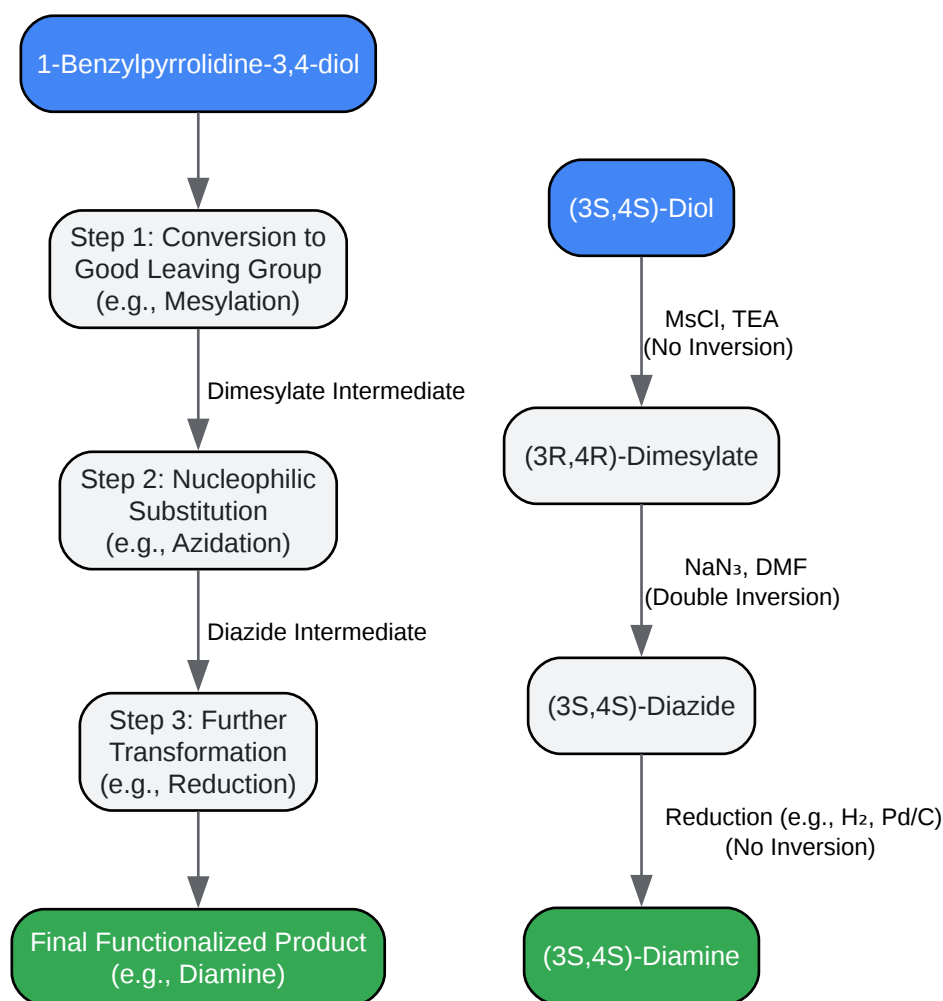 1-Benzylpyrrolidine-3,4-diol
Step 1: Conversion to
Good Leaving Group
(e.g., Mesylation)
Dimesylate Intermediate
Step 2: Nucleophilic
Substitution
(e.g., Azidation)
Diazide Intermediate
Step 3: Further
Transformation
(e.g., Reduction)
Final Functionalized Product
(e.g., Diamine)
(3S,4S)-Diol
MsCl, TEA
(No Inversion)
(3R,4R)-Dimesylate
NaN₃, DMF
(Double Inversion)
(3S,4S)-Diazide
Reduction (e.g., H₂, Pd/C)
(No Inversion)
(3S,4S)-Diamine